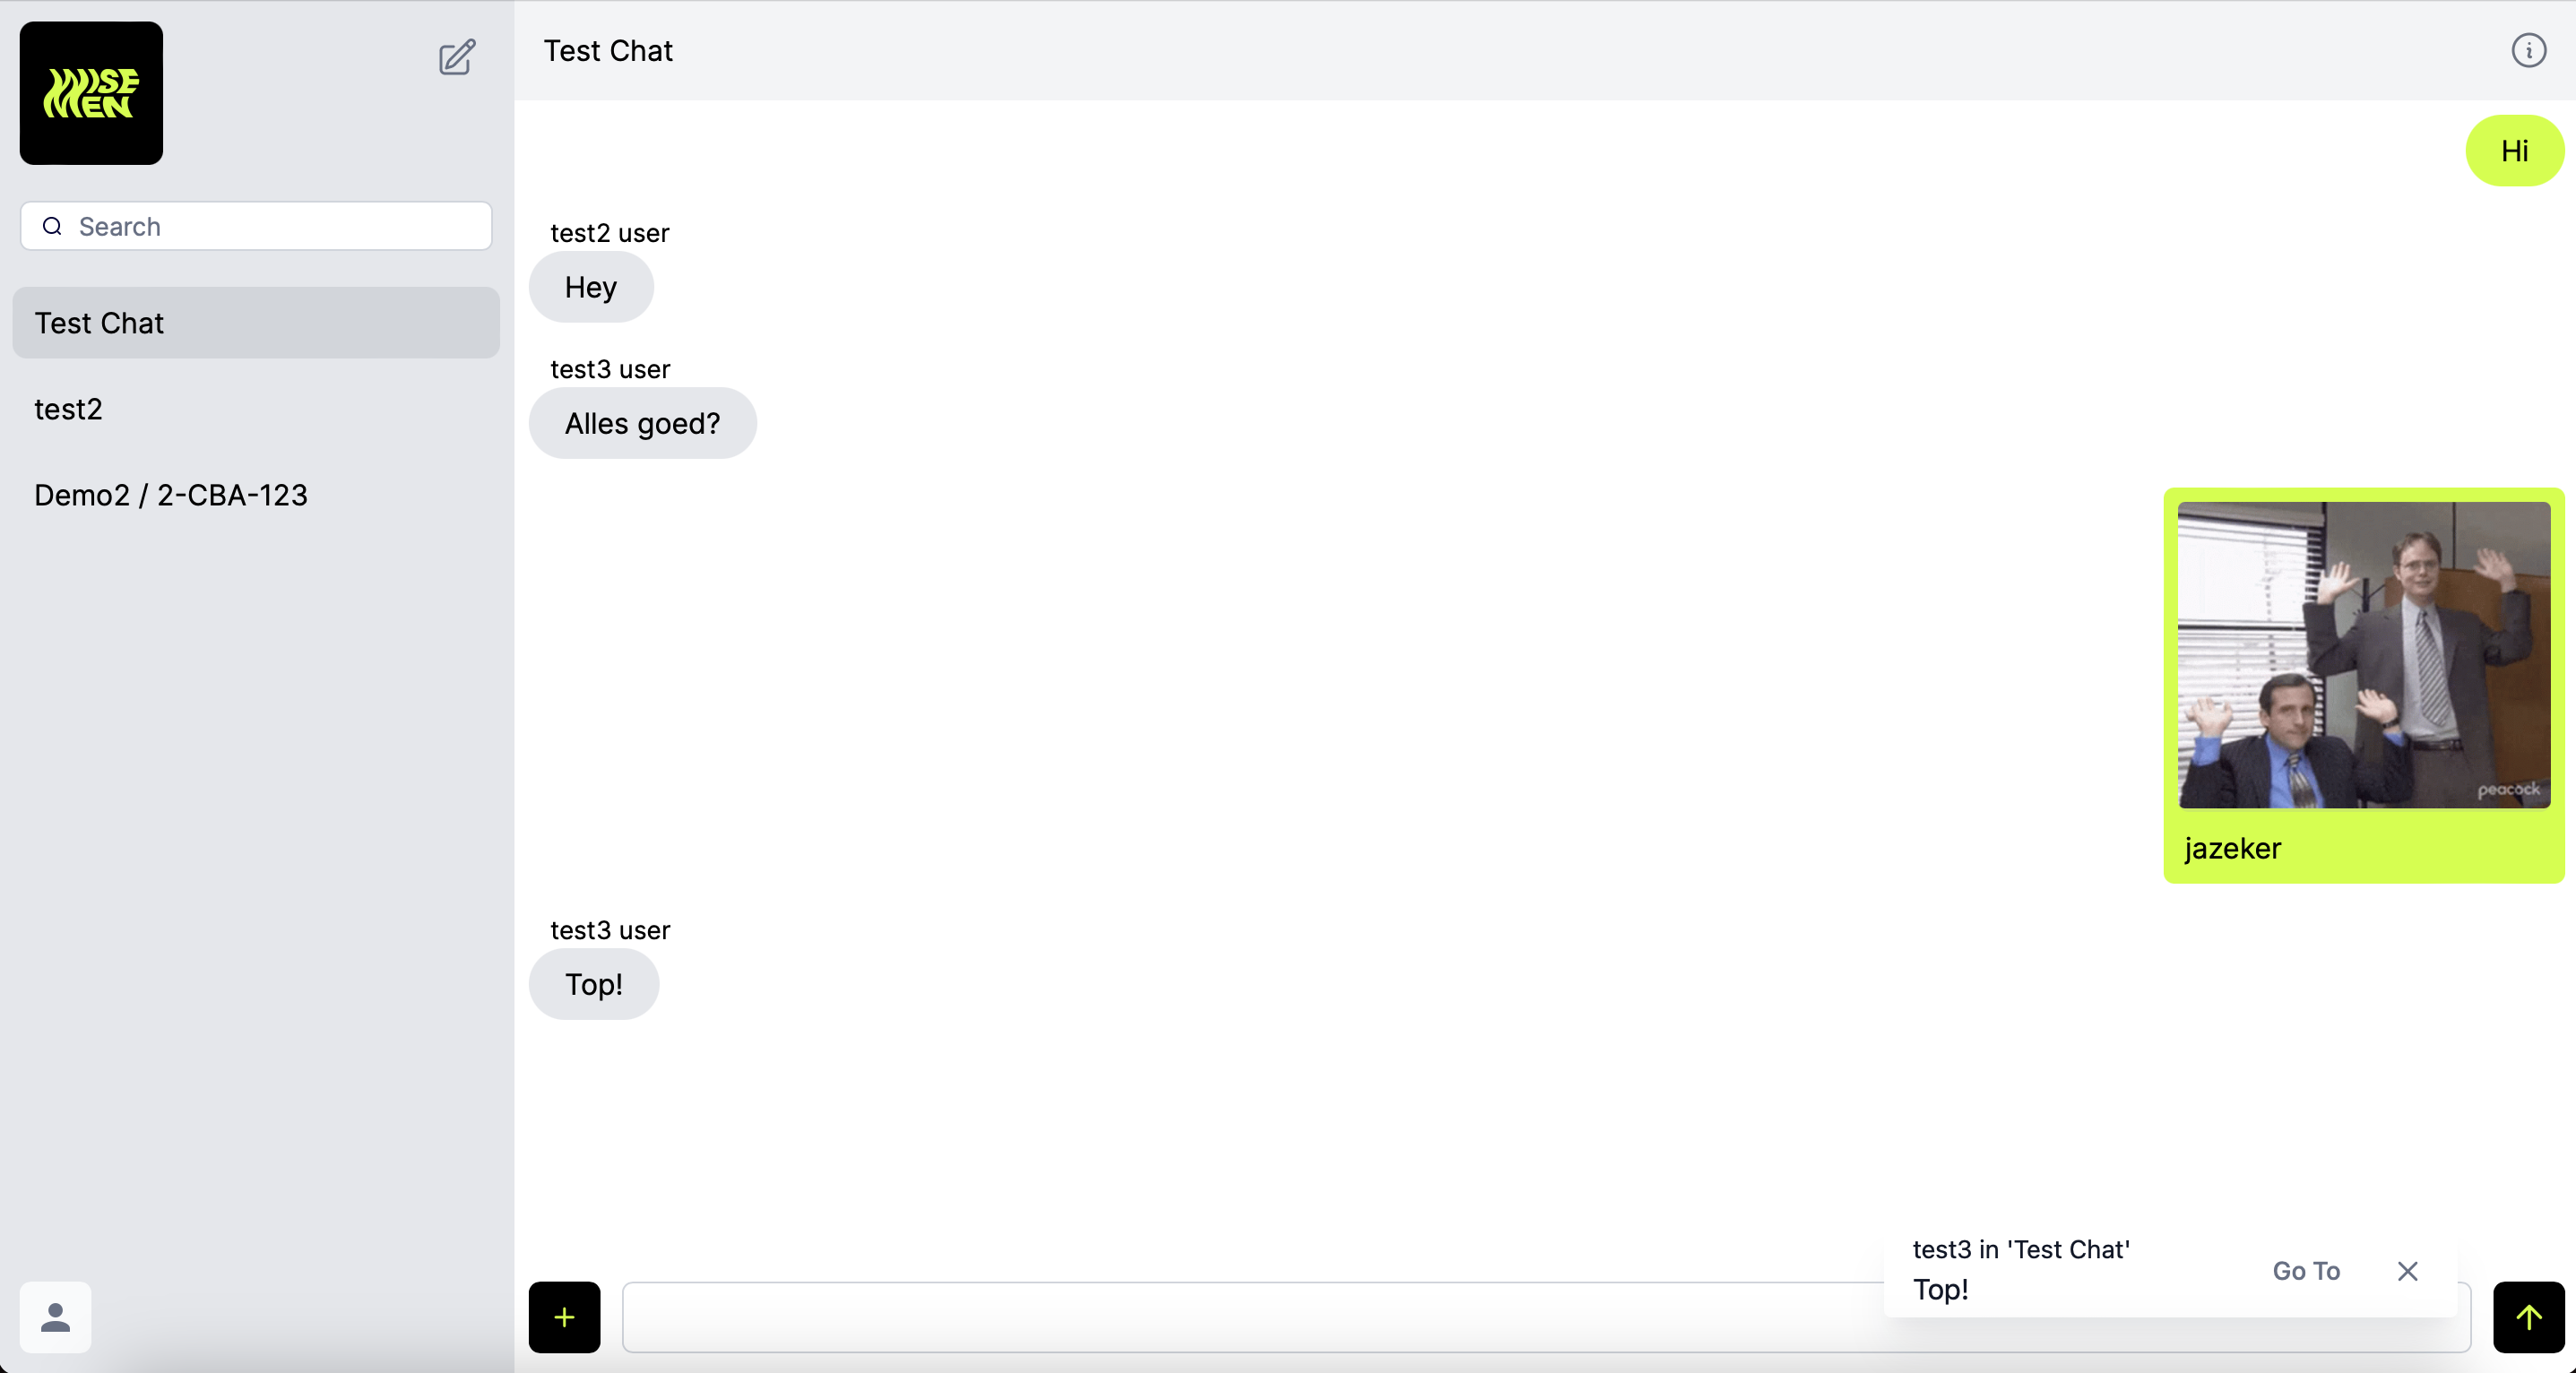 WISE
MEN
Search
Test Chat
test2
Demo2 / 2-CBA-123
Test Chat
Hi
test2 user
Hey
test3 user
Alles goed?
peacock
jazeker
test3 user
Top!
test3 in 'Test Chat'
Top!
Go To